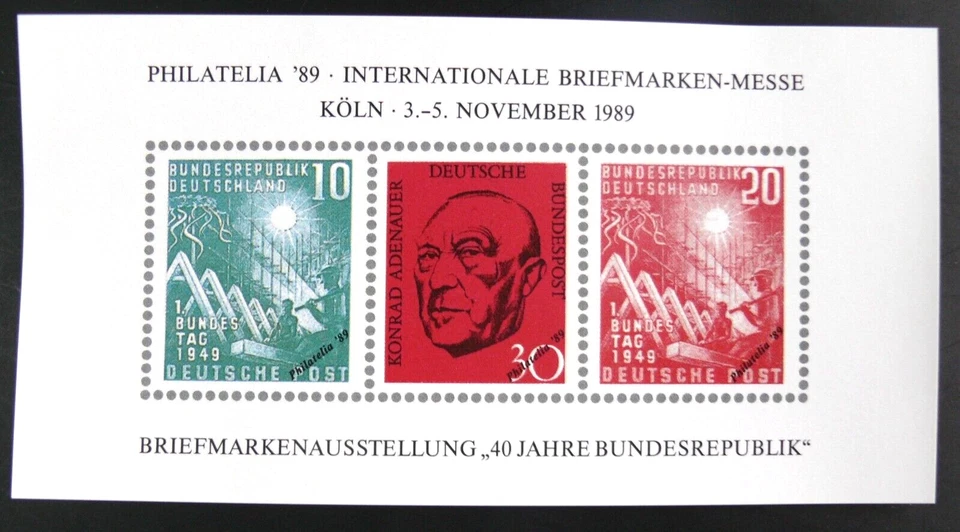 PHILATELIA '89 · INTERNATIONALE BRIEFMARKEN-MESSE
KÖLN · 3.–5. NOVEMBER 1989
BUNDESREPUBLIK
DEUTSCHLAND
10
1.
BUNDES
TAG
1949
Philatelia '89
DEUTSCHE POST
KONRAD ADENAUER
DEUTSCHE
BUNDESPOST
30
Philatelia '89
BUNDESREPUBLIK
DEUTSCHLAND
20
1.
BUNDES
TAG
1949
Philatelia '89
DEUTSCHE POST
BRIEFMARKENAUSSTELLUNG „40 JAHRE BUNDESREPUBLIK“